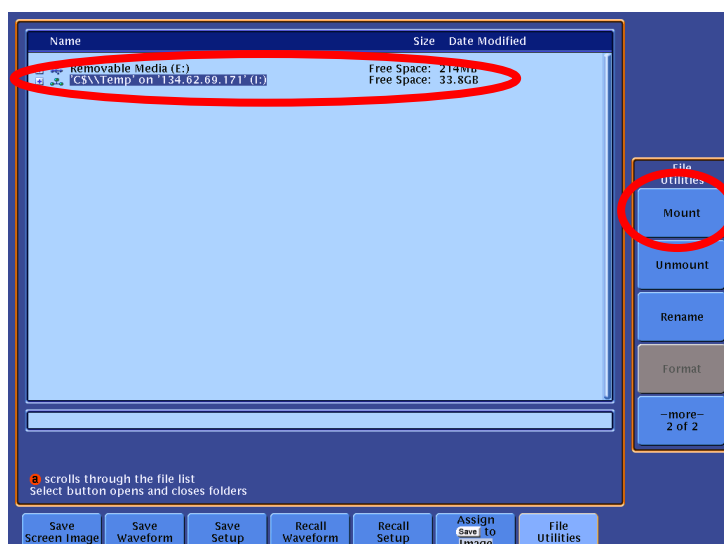 Name Size Date Modified
Removable Media (E:) Free Space: 214MB
'C$\\Temp' on '134.62.69.171' (I:) Free Space: 33.8GB
File
Utilities
Mount
Unmount
Rename
Format
—more—
2 of 2
a scrolls through the file list
Select button opens and closes folders
Save
Screen Image
Save
Waveform
Save
Setup
Recall
Waveform
Recall
Setup
Assign
Save to
Image
File
Utilities